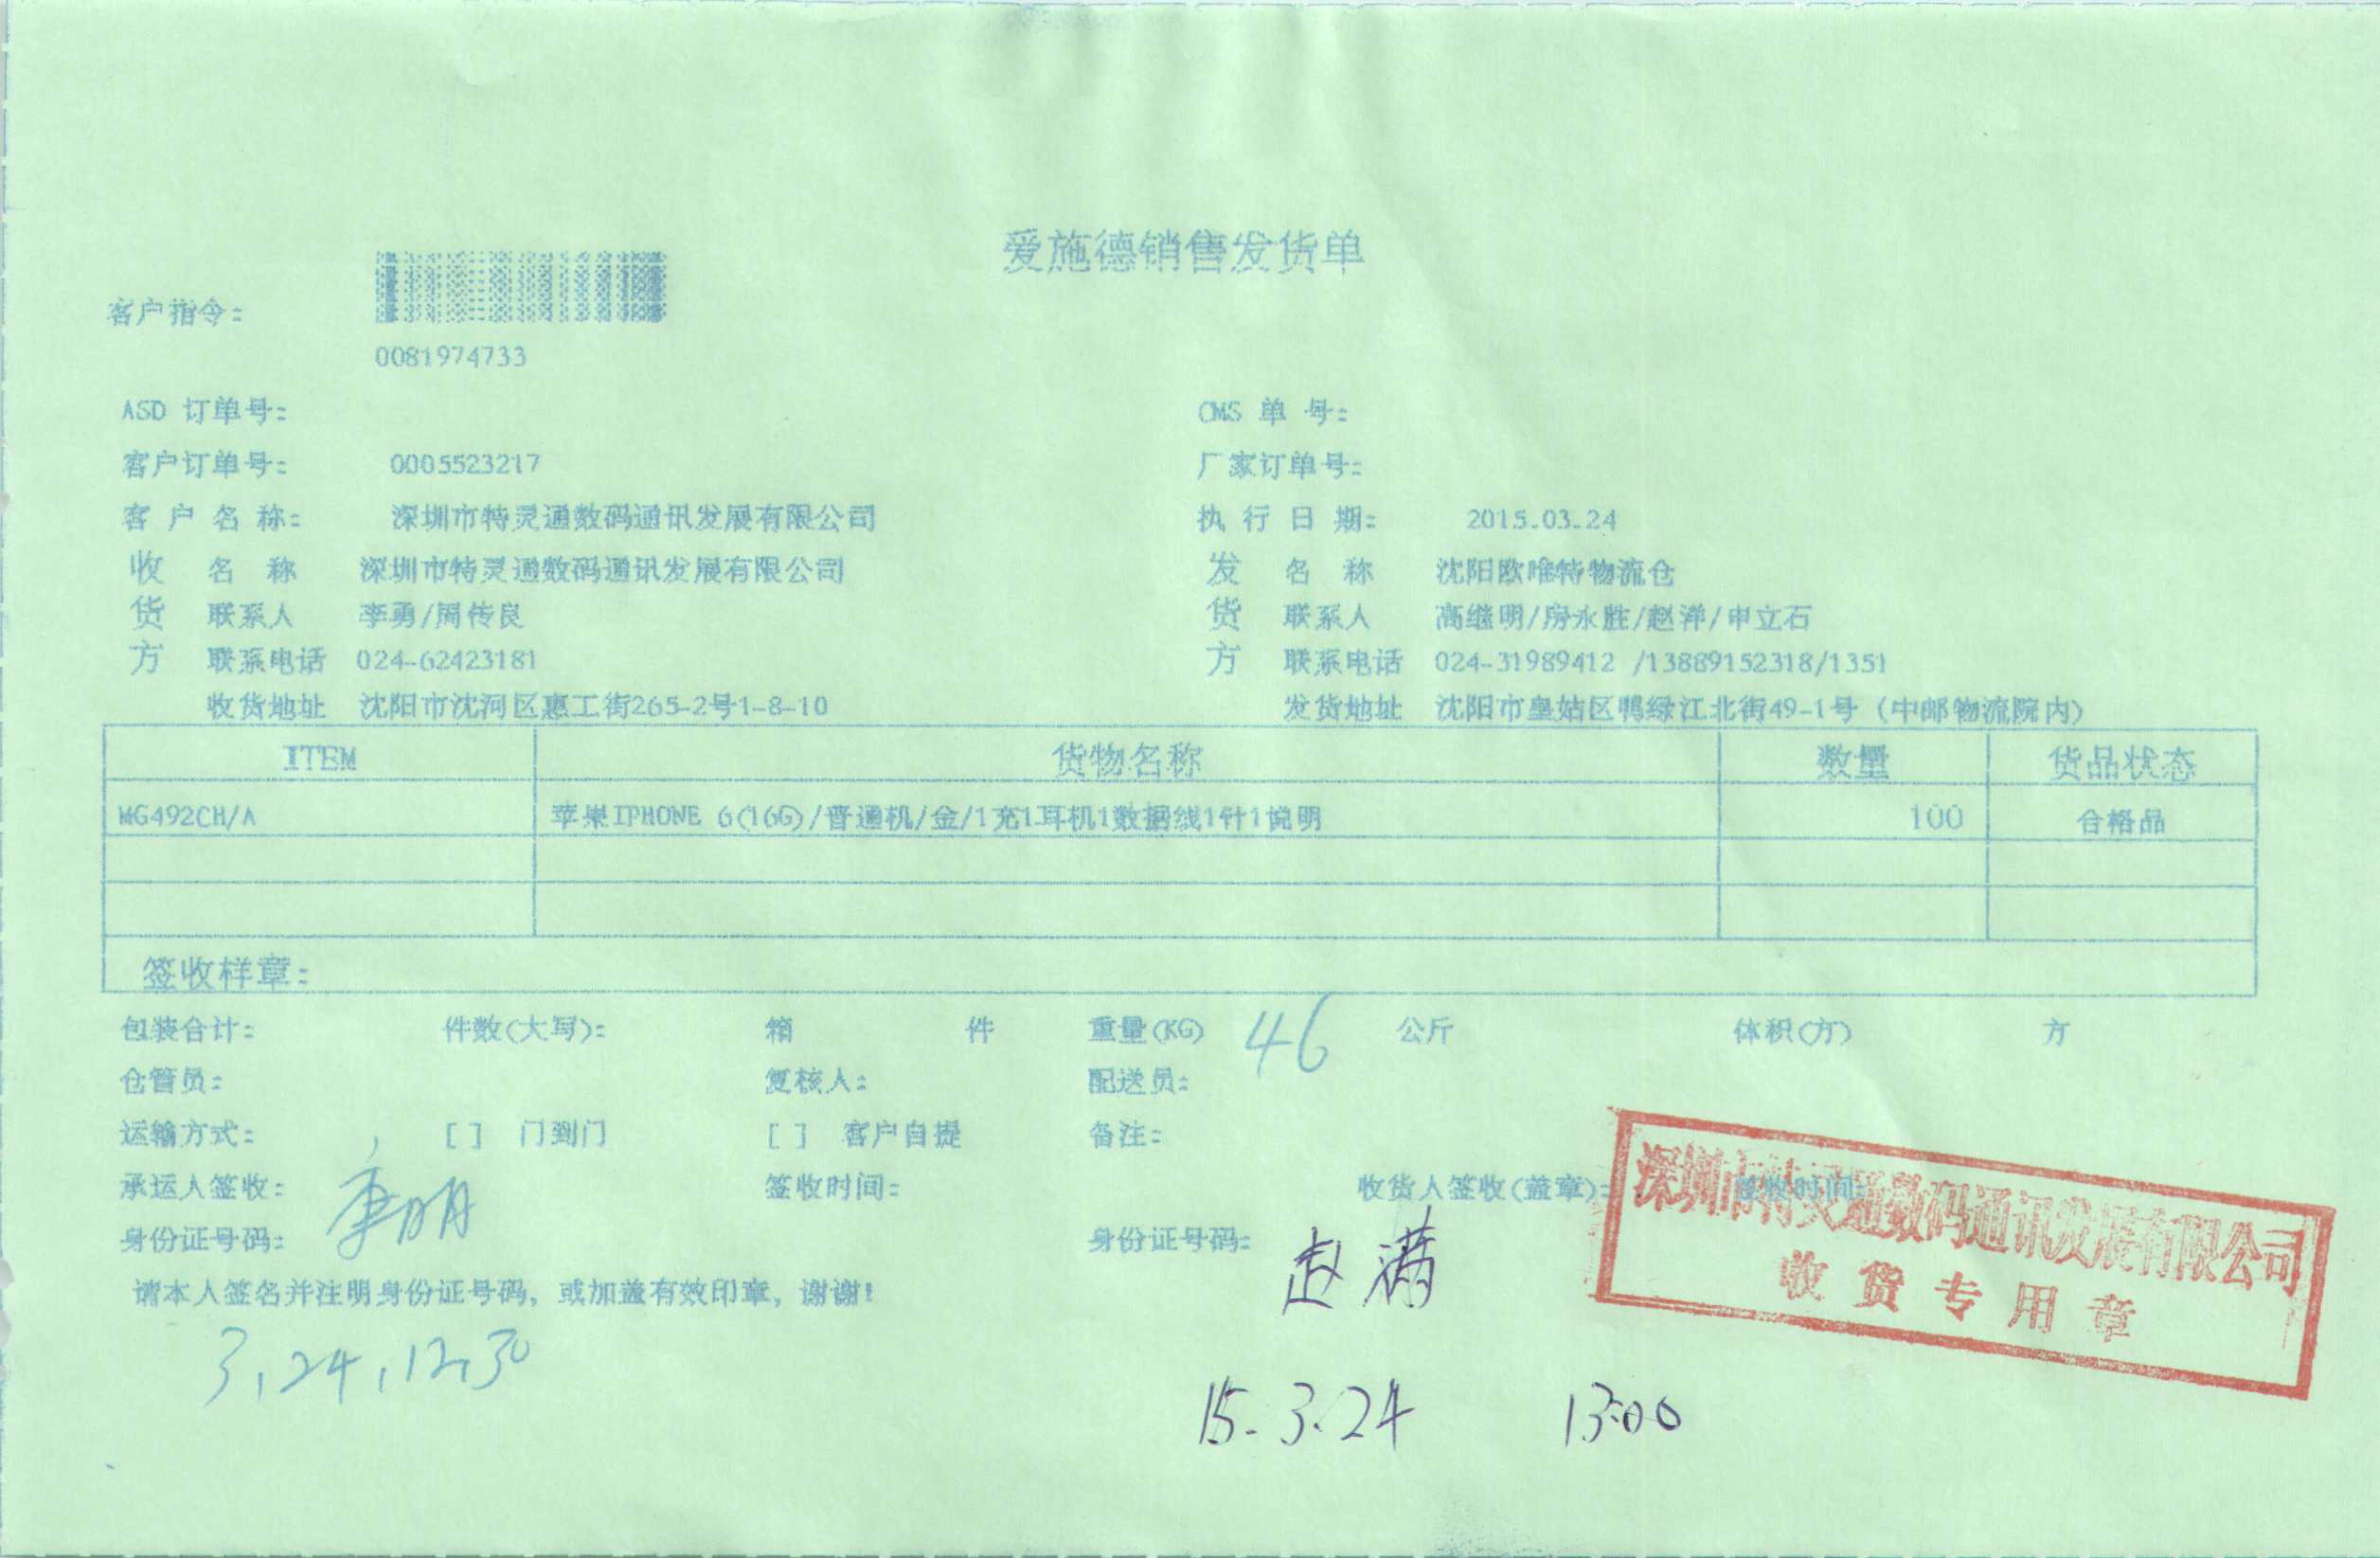 爱施德销售发货单
客户指令:
0081974733
ASD 订单号: CMS 单 号:
客户订单号: 0005523217 厂家订单号:
客 户 名 称: 深圳市特灵通数码通讯发展有限公司 执 行 日 期: 2015.03.24
收 名 称 深圳市特灵通数码通讯发展有限公司 发 名 称 沈阳欧唯特物流仓
货 联系人 李勇/周传良 货 联系人 高继明/房永胜/赵洋/申立石
方 联系电话 024-62423181 方 联系电话 024-31989412 /13889152318/1351
收货地址 沈阳市沈河区惠工街265-2号1-8-10 发货地址 沈阳市皇姑区鸭绿江北街49-1号 (中邮物流院内)
ITEM 货物名称 数量 货品状态
MG492CH/A 苹果IPHONE 6(16G)/普通机/金/1充1耳机1数据线1针1说明 100 合格品
签收样章:
包装合计: 件数(大写): 箱 件 重量(KG) 46 公斤 体积(方) 方
仓管员: 复核人: 配送员:
运输方式: [ ] 门到门 [ ] 客户自提 备注:
承运人签收: 签收时间: 收货人签收(盖章): 签收时间:
身份证号码: 身份证号码: 赵满
深圳市特灵通数码通讯发展有限公司
收货专用章
请本人签名并注明身份证号码, 或加盖有效印章, 谢谢!
3,24,12,30
15.3.24 13:00